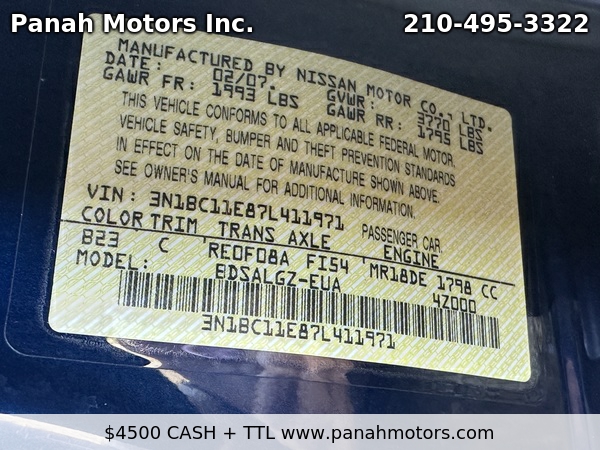 Panah Motors Inc. 210-495-3322
MANUFACTURED BY NISSAN MOTOR CO., LTD.
DATE: 02/07. GVWR: 3770 LBS
GAWR FR: 1993 LBS GAWR RR: 1795 LBS
THIS VEHICLE CONFORMS TO ALL APPLICABLE FEDERAL MOTOR
VEHICLE SAFETY, BUMPER AND THEFT PREVENTION STANDARDS
IN EFFECT ON THE DATE OF MANUFACTURE SHOWN ABOVE.
SEE OWNER'S MANUAL FOR ADDITIONAL INFORMATION.
VIN: 3N1BC11E87L411971 PASSENGER CAR
COLOR TRIM TRANS AXLE ENGINE
B23 C RE0F08A FI54 MR18DE 1798 CC
MODEL: BDSALGZ-EUA 4Z000
3N1BC11E87L411971
$4500 CASH + TTL www.panahmotors.com